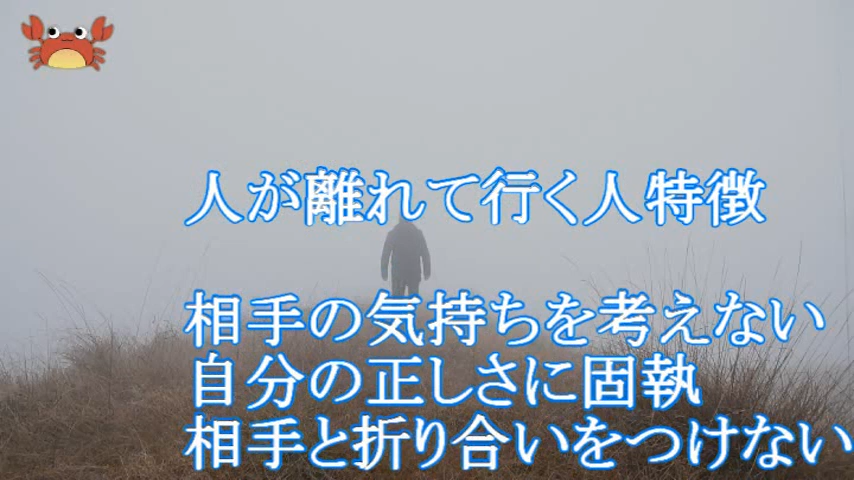 人が離れて行く人特徴
相手の気持ちを考えない
自分の正しさに固執
相手と折り合いをつけない